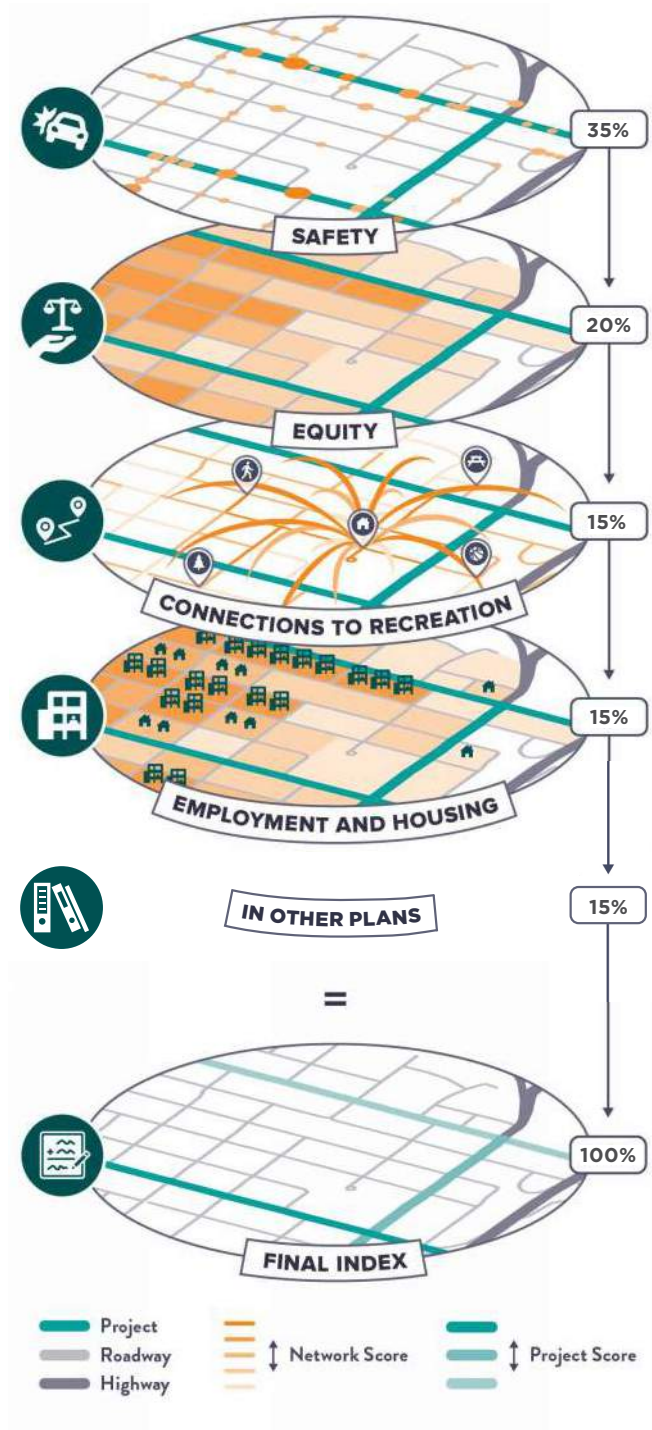 35%
SAFETY
20%
EQUITY
15%
CONNECTIONS TO RECREATION
15%
EMPLOYMENT AND HOUSING
IN OTHER PLANS
15%
=
100%
FINAL INDEX
Project
Roadway
Highway
Network Score
Project Score